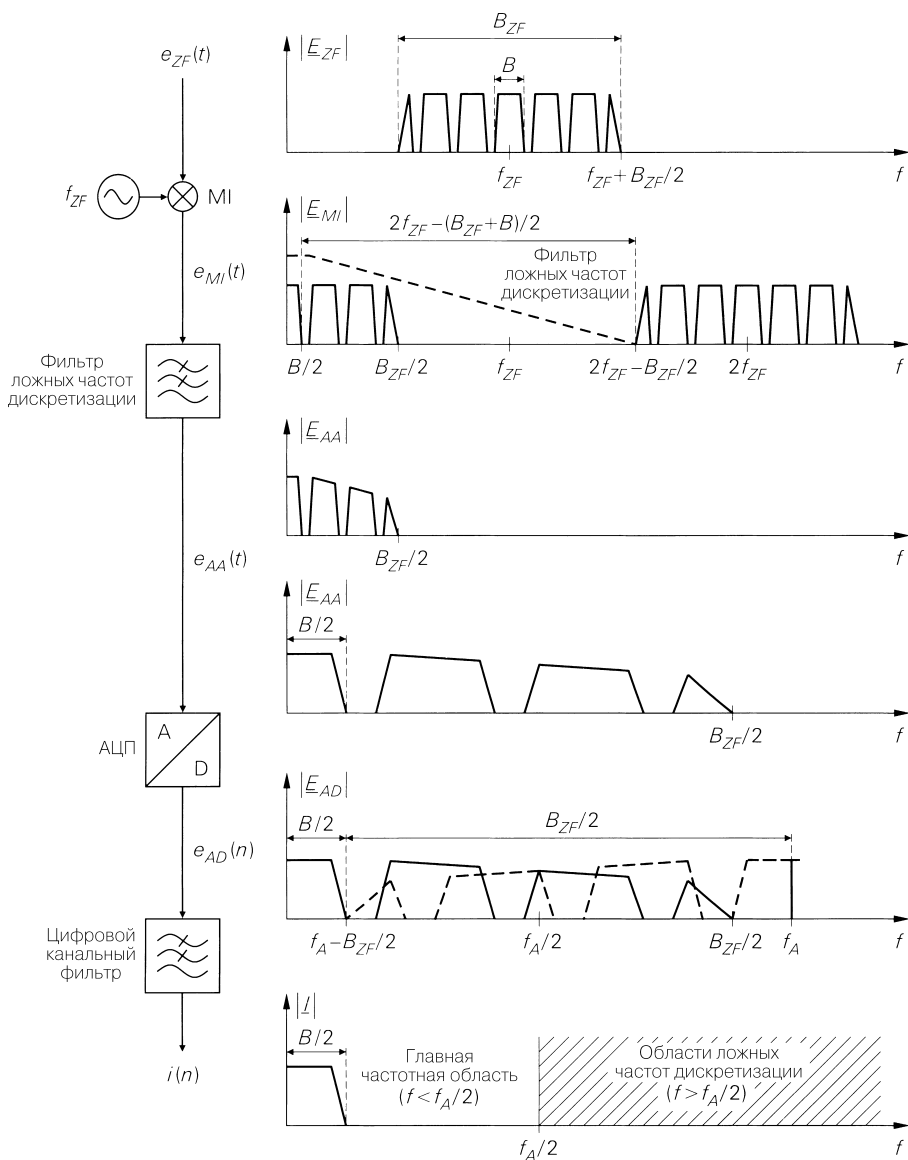 e_ZF(t)
f_ZF
MI
e_MI(t)
Фильтр
ложных частот
дискретизации
e_AA(t)
АЦП
A
D
e_AD(n)
Цифровой
канальный
фильтр
i(n)
|E_ZF|
B_ZF
B
f_ZF
f_ZF+B_ZF/2
f
|E_MI|
2f_ZF−(B_ZF+B)/2
Фильтр
ложных частот
дискретизации
B/2
B_ZF/2
f_ZF
2f_ZF−B_ZF/2
2f_ZF
f
|E_AA|
B_ZF/2
f
|E_AA|
B/2
B_ZF/2
f
|E_AD|
B/2
B_ZF/2
f_A−B_ZF/2
f_A/2
B_ZF/2
f_A
f
|I|
B/2
Главная
частотная область
(f<f_A/2)
Области ложных
частот дискретизации
(f>f_A/2)
f_A/2
f